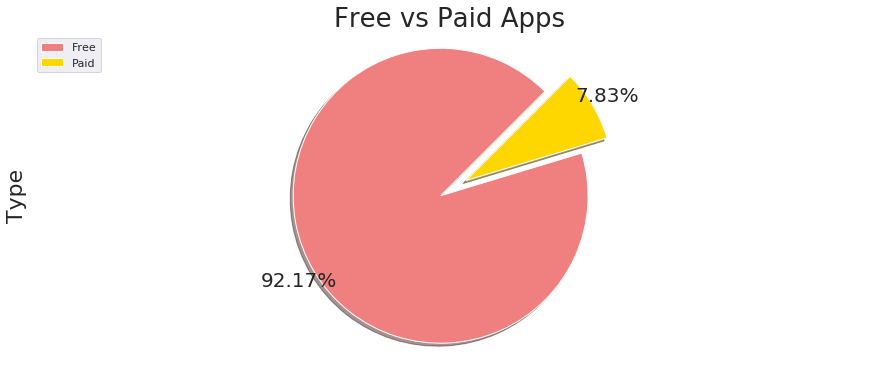 Free vs Paid Apps
Free
Paid
7.83%
Type
92.17%